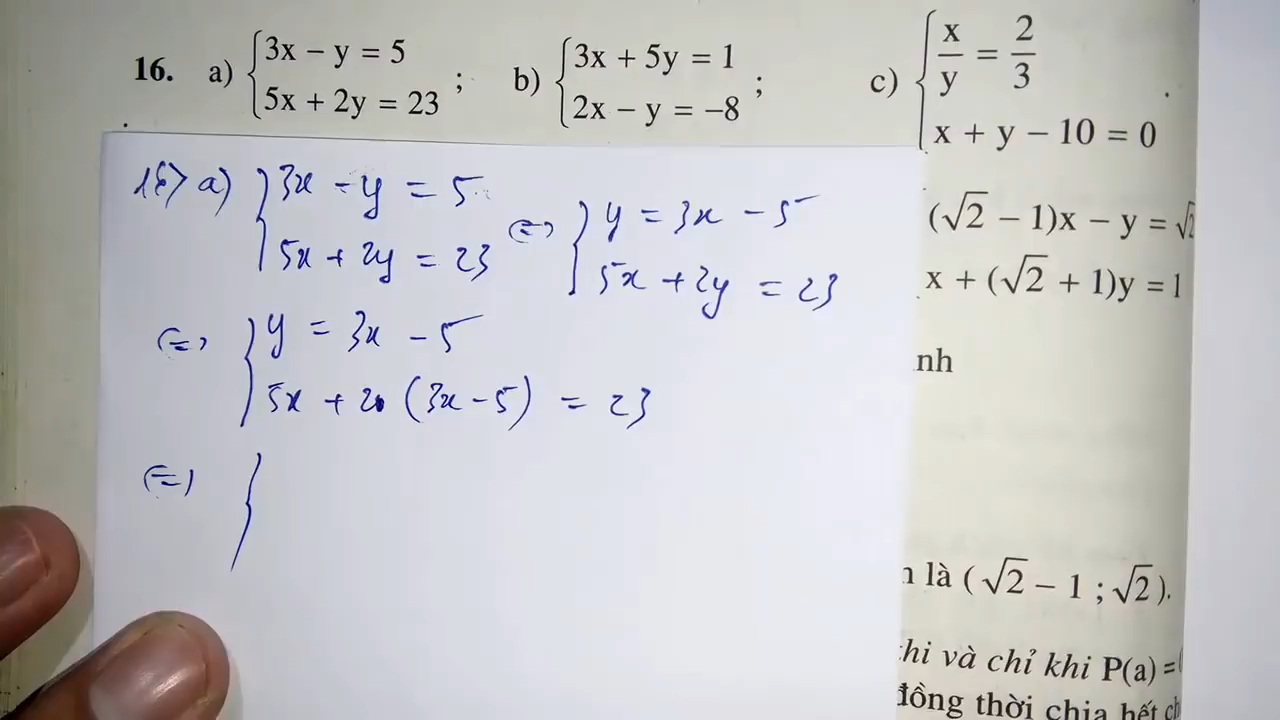 16. a) {3x − y = 5
5x + 2y = 23 ;
b) {3x + 5y = 1
2x − y = −8 ;
c) {x/y = 2/3
x + y − 10 = 0 .
16) a) {3x − y = 5
5x + 2y = 23
(=) {y = 3x − 5
5x + 2y = 23
(=) {y = 3x − 5
5x + 2. (3x − 5) = 23
(=) {
(√2 − 1)x − y = √2
x + (√2 + 1)y = 1
nh
là (√2 − 1 ; √2).
hi và chỉ khi P(a) =
đồng thời chia hết